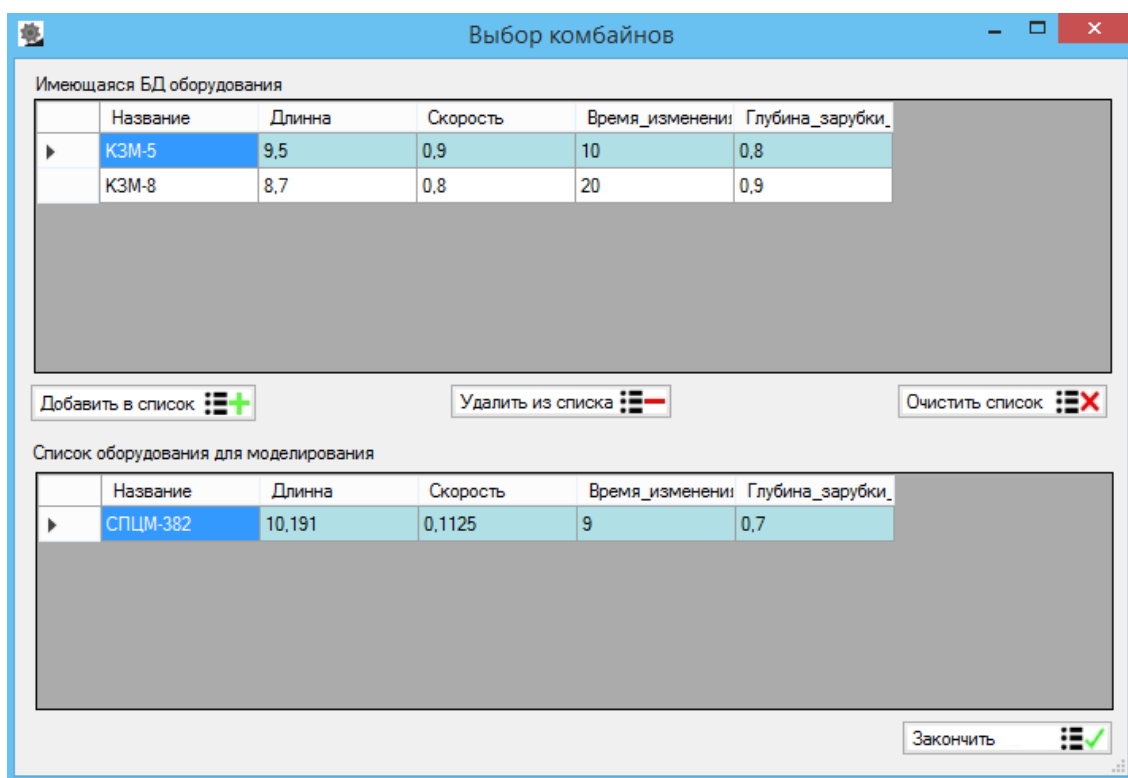 Выбор комбайнов
Имеющаяся БД оборудования
Название Длинна Скорость Время_изменени Глубина_зарубки_
КЗМ-5 9,5 0,9 10 0,8
КЗМ-8 8,7 0,8 20 0,9
Добавить в список Удалить из списка Очистить список
Список оборудования для моделирования
Название Длинна Скорость Время_изменени Глубина_зарубки_
СПЦМ-382 10,191 0,1125 9 0,7
Закончить